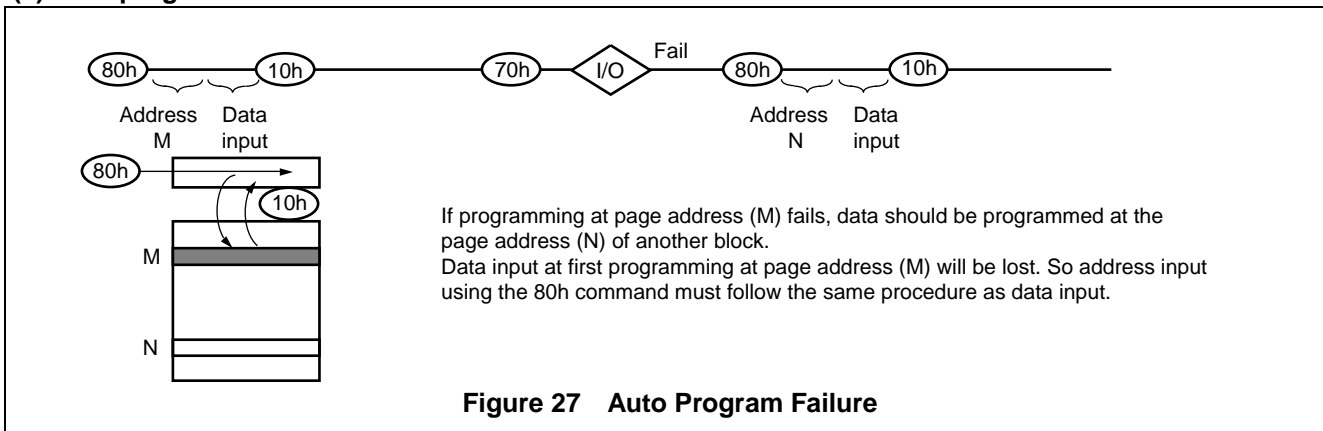 80h 10h 70h I/O Fail 80h 10h
Address Data Address Data
M input N input
80h
10h
If programming at page address (M) fails, data should be programmed at the
page address (N) of another block.
M
Data input at first programming at page address (M) will be lost. So address input
using the 80h command must follow the same procedure as data input.
N
Figure 27 Auto Program Failure